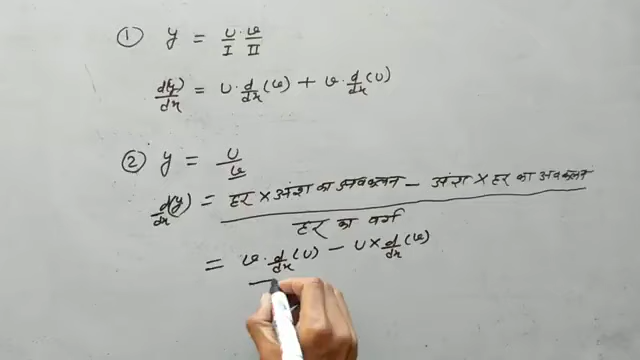 ① y = U/I · v/II
d(y)/dx = U · d/dx (v) + v · d/dx (U)
② y = U/v
d(y)/dx = हर × अंश का अवकलन − अंश × हर का अवकलन
हर का वर्ग
= v · d/dx (U) − U × d/dx (v)